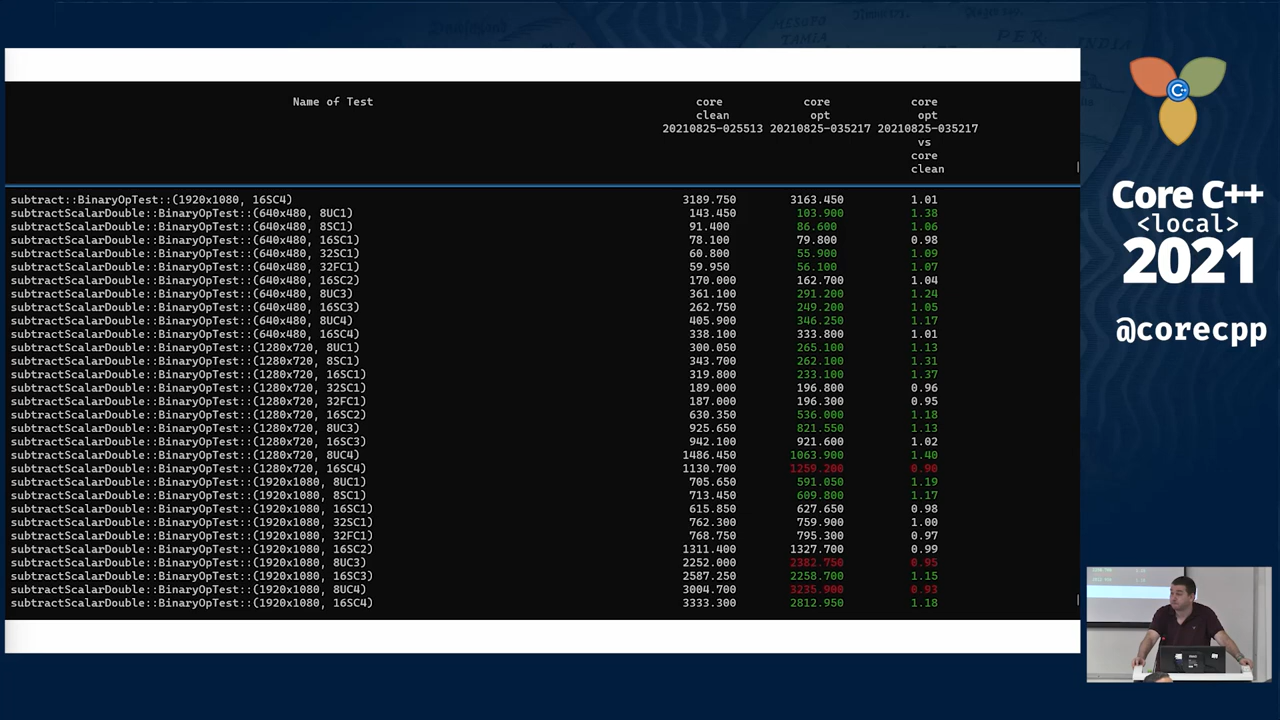 Name of Test core core core
clean opt opt
20210825-025513 20210825-035217 20210825-035217
vs
core
clean
subtract::BinaryOpTest::(1920x1080, 16SC4) 3189.750 3163.450 1.01
subtractScalarDouble::BinaryOpTest::(640x480, 8UC1) 143.450 103.900 1.38
subtractScalarDouble::BinaryOpTest::(640x480, 8SC1) 91.400 86.600 1.06
subtractScalarDouble::BinaryOpTest::(640x480, 16SC1) 78.100 79.800 0.98
subtractScalarDouble::BinaryOpTest::(640x480, 32SC1) 60.800 55.900 1.09
subtractScalarDouble::BinaryOpTest::(640x480, 32FC1) 59.950 56.100 1.07
subtractScalarDouble::BinaryOpTest::(640x480, 16SC2) 170.000 162.700 1.04
subtractScalarDouble::BinaryOpTest::(640x480, 8UC3) 361.100 291.200 1.24
subtractScalarDouble::BinaryOpTest::(640x480, 16SC3) 262.750 249.200 1.05
subtractScalarDouble::BinaryOpTest::(640x480, 8UC4) 405.900 346.250 1.17
subtractScalarDouble::BinaryOpTest::(640x480, 16SC4) 338.100 333.800 1.01
subtractScalarDouble::BinaryOpTest::(1280x720, 8UC1) 300.050 265.100 1.13
subtractScalarDouble::BinaryOpTest::(1280x720, 8SC1) 343.700 262.100 1.31
subtractScalarDouble::BinaryOpTest::(1280x720, 16SC1) 319.800 233.100 1.37
subtractScalarDouble::BinaryOpTest::(1280x720, 32SC1) 189.000 196.800 0.96
subtractScalarDouble::BinaryOpTest::(1280x720, 32FC1) 187.000 196.300 0.95
subtractScalarDouble::BinaryOpTest::(1280x720, 16SC2) 630.350 536.000 1.18
subtractScalarDouble::BinaryOpTest::(1280x720, 8UC3) 925.650 821.550 1.13
subtractScalarDouble::BinaryOpTest::(1280x720, 16SC3) 942.100 921.600 1.02
subtractScalarDouble::BinaryOpTest::(1280x720, 8UC4) 1486.450 1063.900 1.40
subtractScalarDouble::BinaryOpTest::(1280x720, 16SC4) 1130.700 1259.200 0.90
subtractScalarDouble::BinaryOpTest::(1920x1080, 8UC1) 705.650 591.050 1.19
subtractScalarDouble::BinaryOpTest::(1920x1080, 8SC1) 713.450 609.800 1.17
subtractScalarDouble::BinaryOpTest::(1920x1080, 16SC1) 615.850 627.650 0.98
subtractScalarDouble::BinaryOpTest::(1920x1080, 32SC1) 762.300 759.900 1.00
subtractScalarDouble::BinaryOpTest::(1920x1080, 32FC1) 768.750 795.300 0.97
subtractScalarDouble::BinaryOpTest::(1920x1080, 16SC2) 1311.400 1327.700 0.99
subtractScalarDouble::BinaryOpTest::(1920x1080, 8UC3) 2252.000 2382.750 0.95
subtractScalarDouble::BinaryOpTest::(1920x1080, 16SC3) 2587.250 2258.700 1.15
subtractScalarDouble::BinaryOpTest::(1920x1080, 8UC4) 3004.700 3235.900 0.93
subtractScalarDouble::BinaryOpTest::(1920x1080, 16SC4) 3333.300 2812.950 1.18
C++
Core C++
<local>
2021
@corecpp
MESOPO
TAMIA
PER
INDIA